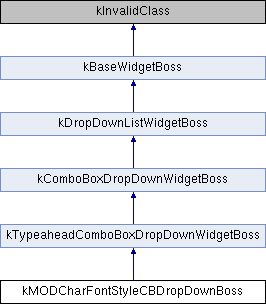 kInvalidClass
kBaseWidgetBoss
kDropDownListWidgetBoss
kComboBoxDropDownWidgetBoss
kTypeaheadComboBoxDropDownWidgetBoss
kMODCharFontStyleCBDropDownBoss